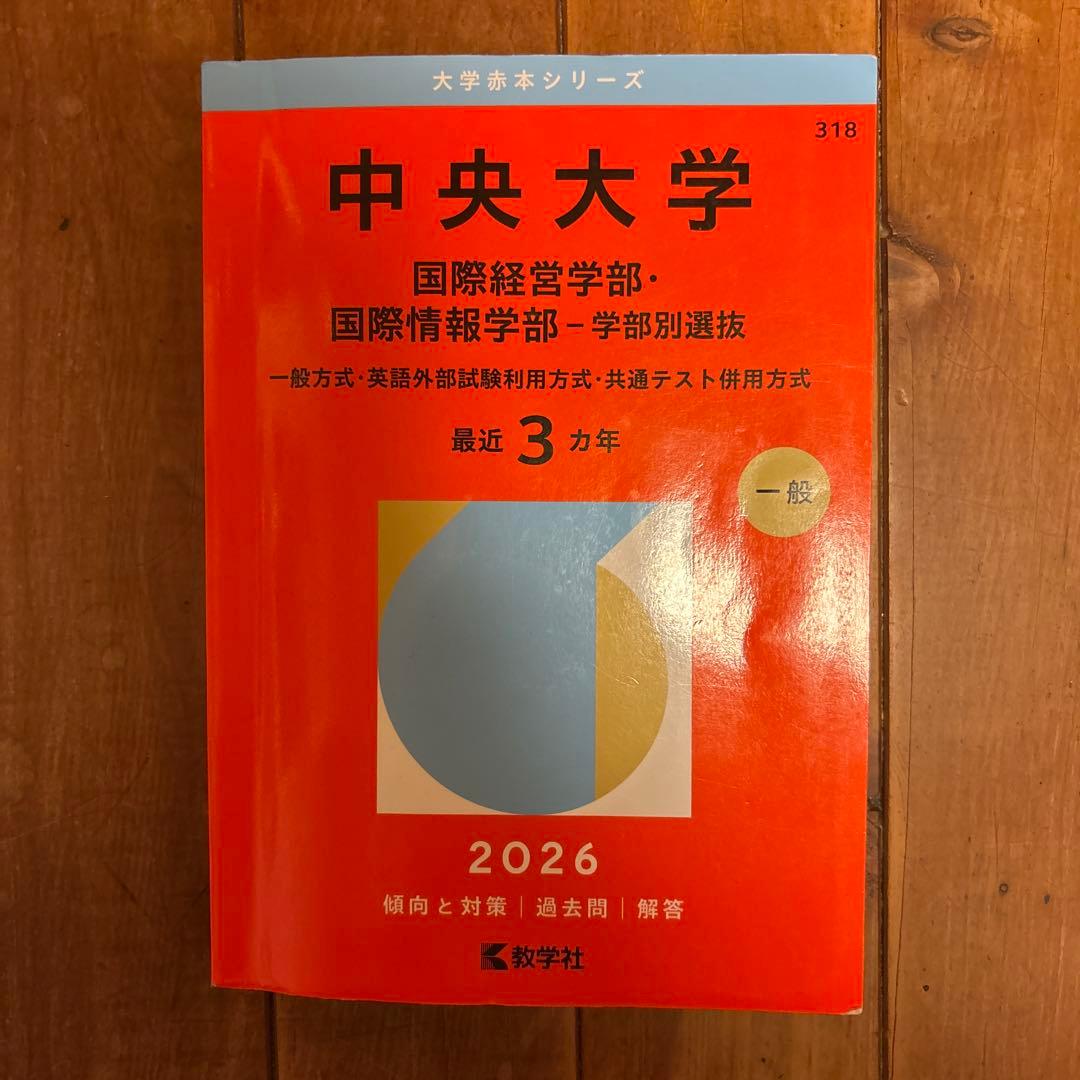 大学赤本シリーズ
318
中央大学
国際経営学部・
国際情報学部－学部別選抜
一般方式・英語外部試験利用方式・共通テスト併用方式
最近3カ年
一般
2026
傾向と対策｜過去問｜解答
教学社